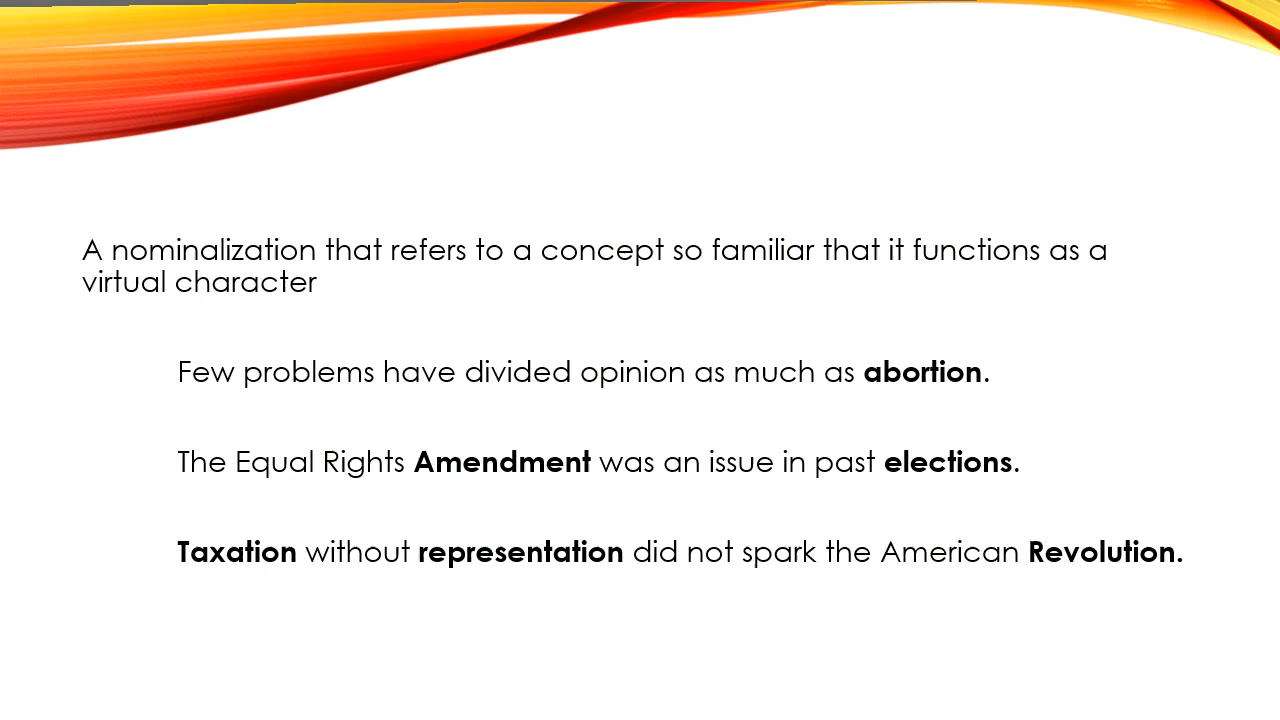 A nominalization that refers to a concept so familiar that it functions as a
virtual character
Few problems have divided opinion as much as abortion.
The Equal Rights Amendment was an issue in past elections.
Taxation without representation did not spark the American Revolution.